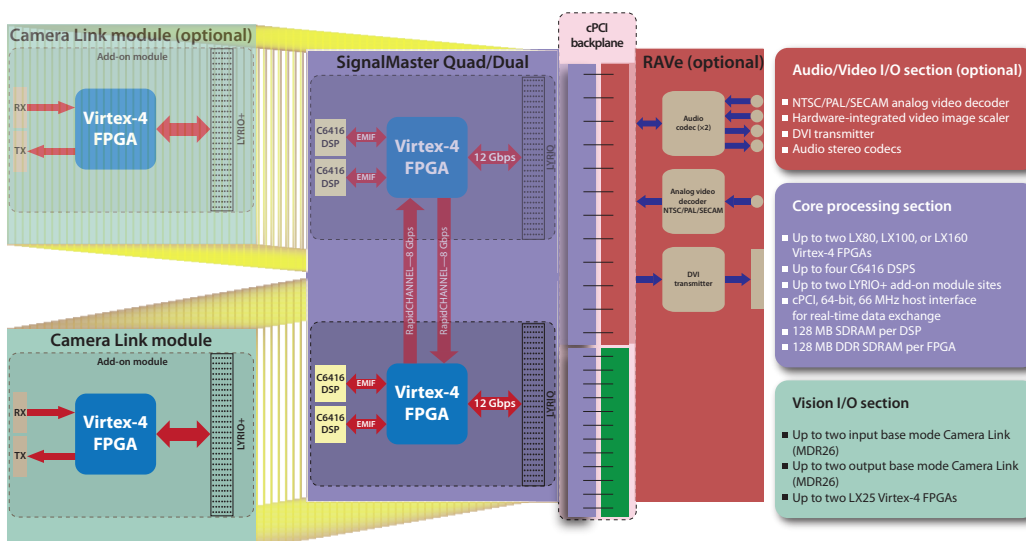 Camera Link module (optional)
Add-on module
RX
TX
Virtex-4
FPGA
LYRIO+
SignalMaster Quad/Dual
C6416
DSP
C6416
DSP
EMIF
EMIF
Virtex-4
FPGA
12 Gbps
LYRIO
RapidCHANNEL—8 Gbps
RapidCHANNEL—8 Gbps
C6416
DSP
C6416
DSP
EMIF
EMIF
Virtex-4
FPGA
12 Gbps
LYRIO
Camera Link module
Add-on module
RX
TX
Virtex-4
FPGA
LYRIO+
cPCI
backplane
RAVe (optional)
Audio
codec (×2)
Analog video
decoder
NTSC/PAL/SECAM
DVI
transmitter
Audio/Video I/O section (optional)
NTSC/PAL/SECAM analog video decoder
Hardware-integrated video image scaler
DVI transmitter
Audio stereo codecs
Core processing section
Up to two LX80, LX100, or LX160
Virtex-4 FPGAs
Up to four C6416 DSPS
Up to two LYRIO+ add-on module sites
cPCI, 64-bit, 66 MHz host interface
for real-time data exchange
128 MB SDRAM per DSP
128 MB DDR SDRAM per FPGA
Vision I/O section
Up to two input base mode Camera Link
(MDR26)
Up to two output base mode Camera Link
(MDR26)
Up to two LX25 Virtex-4 FPGAs